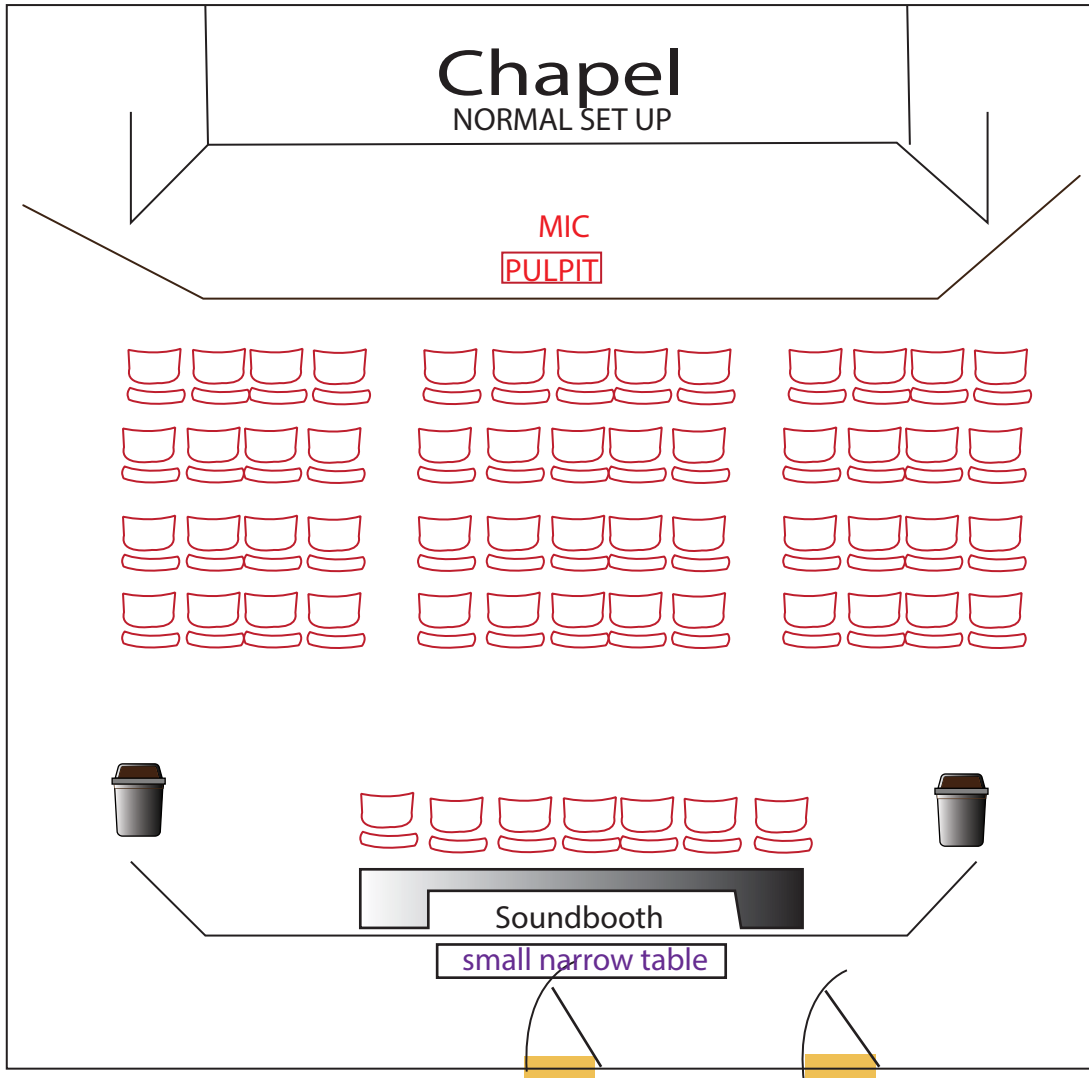 Chapel
NORMAL SET UP
MIC
PULPIT
Soundbooth
small narrow table